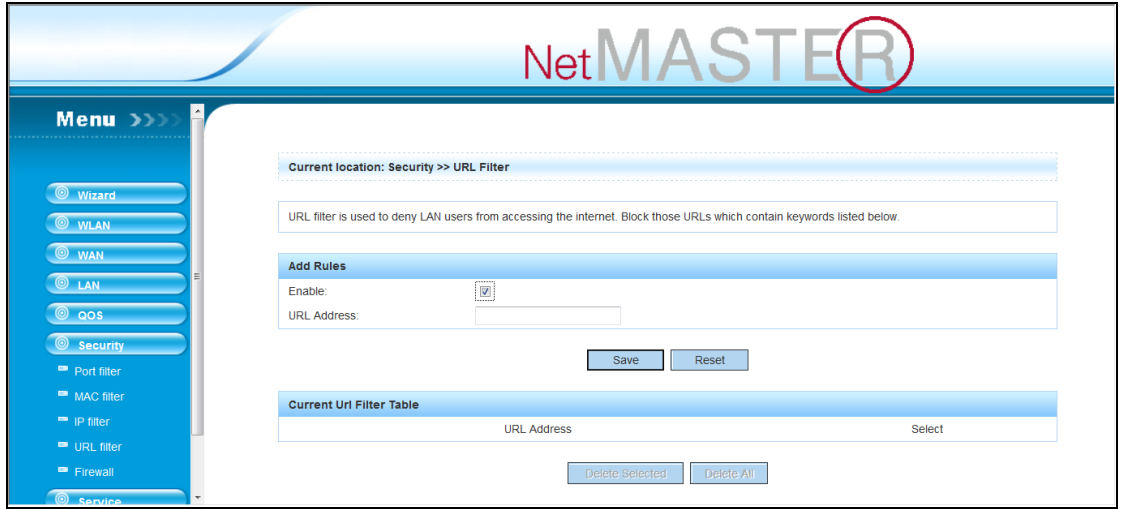 NetMASTER
Menu >>>>
Wizard
WLAN
WAN
LAN
QOS
Security
Port filter
MAC filter
IP filter
URL filter
Firewall
Service
Current location: Security >> URL Filter
URL filter is used to deny LAN users from accessing the internet. Block those URLs which contain keywords listed below.
Add Rules
Enable:
URL Address:
Save Reset
Current Url Filter Table
URL Address Select
Delete Selected Delete All